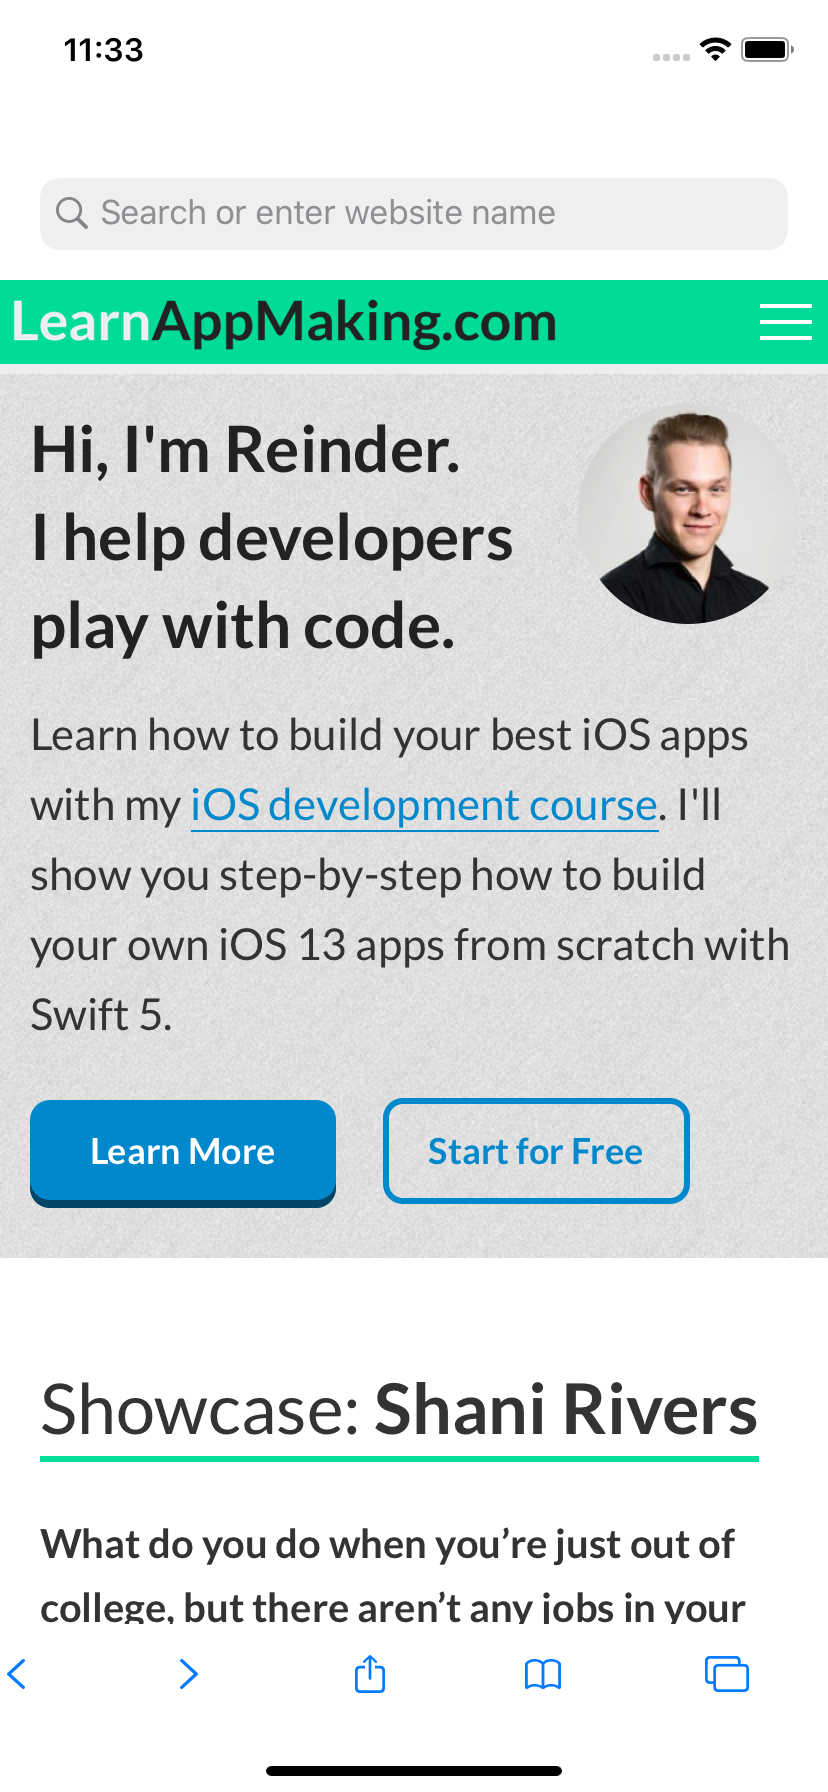 11:33
Search or enter website name
LearnAppMaking.com
Hi, I'm Reinder.
I help developers
play with code.
Learn how to build your best iOS apps
with my iOS development course. I'll
show you step-by-step how to build
your own iOS 13 apps from scratch with
Swift 5.
Learn More
Start for Free
Showcase: Shani Rivers
What do you do when you’re just out of
college, but there aren’t any jobs in your